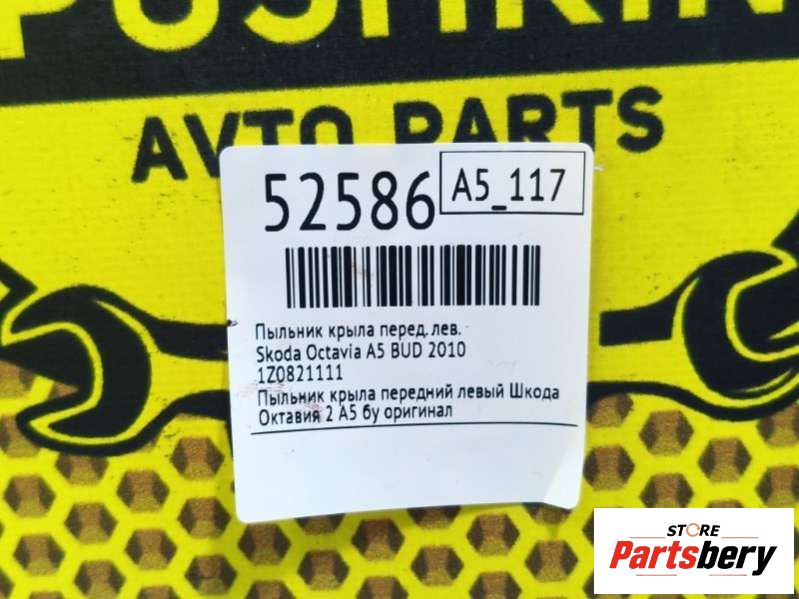 PUSHKIN
AVTO PARTS
52586
A5_117
Пыльник крыла перед. лев.
Skoda Octavia A5 BUD 2010
1Z0821111
Пыльник крыла передний левый Шкода
Октавия 2 А5 бу оригинал
STORE
Partsbery